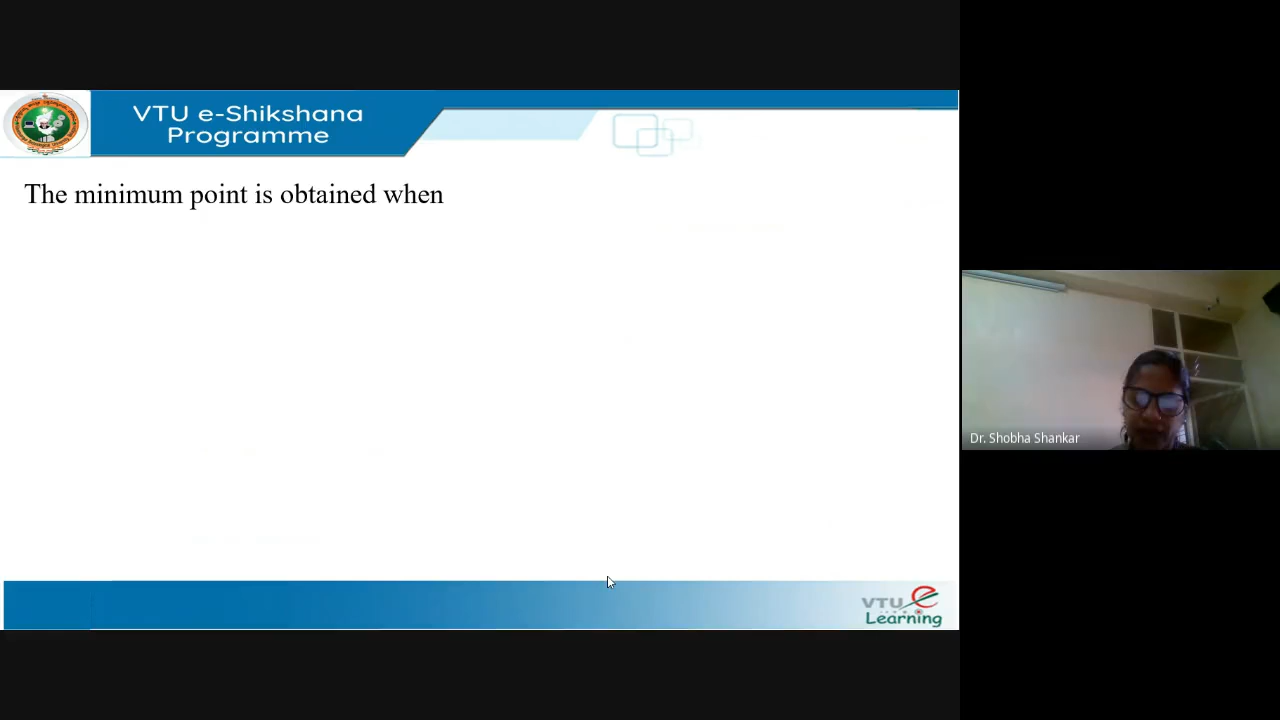 VTU e-Shikshana
Programme
The minimum point is obtained when
Dr. Shobha Shankar
VTU e
Learning